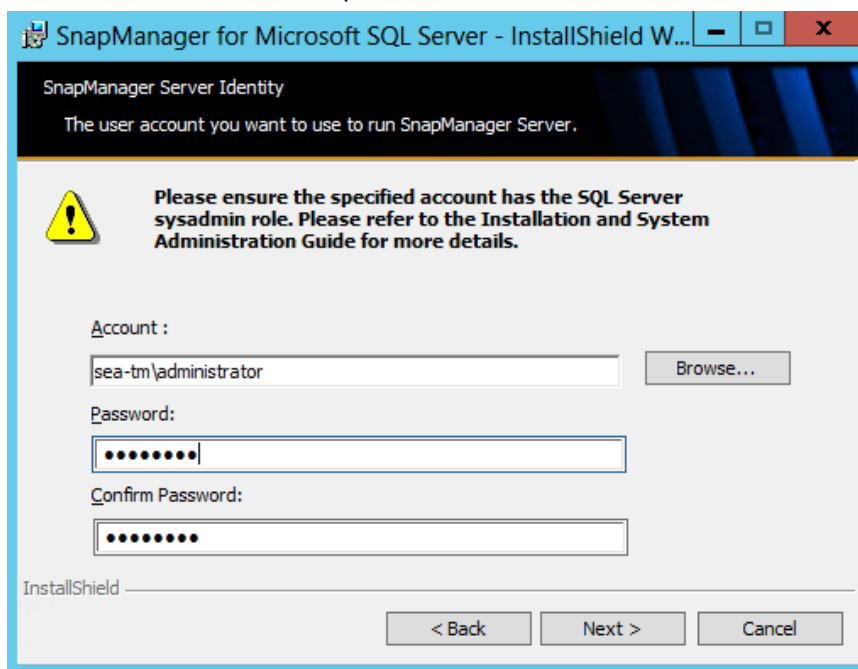 SnapManager for Microsoft SQL Server - InstallShield W...
SnapManager Server Identity
The user account you want to use to run SnapManager Server.
Please ensure the specified account has the SQL Server
sysadmin role. Please refer to the Installation and System
Administration Guide for more details.
Account :
sea-tm\administrator
Browse...
Password:
●●●●●●●●
Confirm Password:
●●●●●●●●
InstallShield
< Back
Next >
Cancel